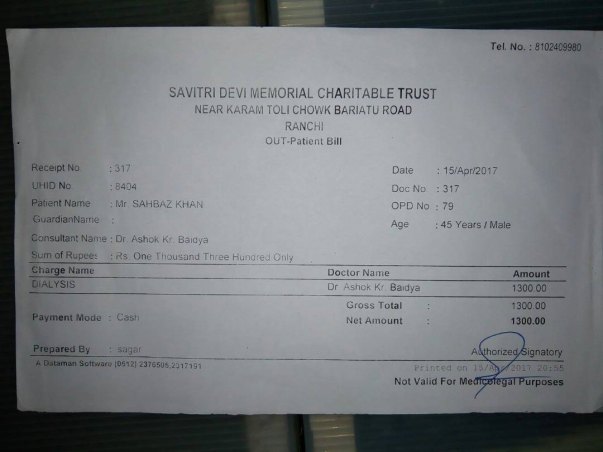 Tel. No. : 8102409980
SAVITRI DEVI MEMORIAL CHARITABLE TRUST
NEAR KARAM TOLI CHOWK BARIATU ROAD
RANCHI
OUT-Patient Bill
Receipt No. : 317 Date : 15/Apr/2017
UHID No. : 8404 Doc No. : 317
Patient Name : Mr. SAHBAZ KHAN OPD No. : 79
GuardianName : Age : 45 Years / Male
Consultant Name : Dr. Ashok Kr. Baidya
Sum of Rupees : Rs. One Thousand Three Hundred Only
Charge Name Doctor Name Amount
DIALYSIS Dr. Ashok Kr. Baidya 1300.00
Gross Total : 1300.00
Payment Mode : Cash Net Amount : 1300.00
Prepared By : sagar Authorized Signatory
A Dataman Software (0512) 2376505,2317191 Printed on 15/Apr/2017 20:55
Not Valid For Medicolegal Purposes